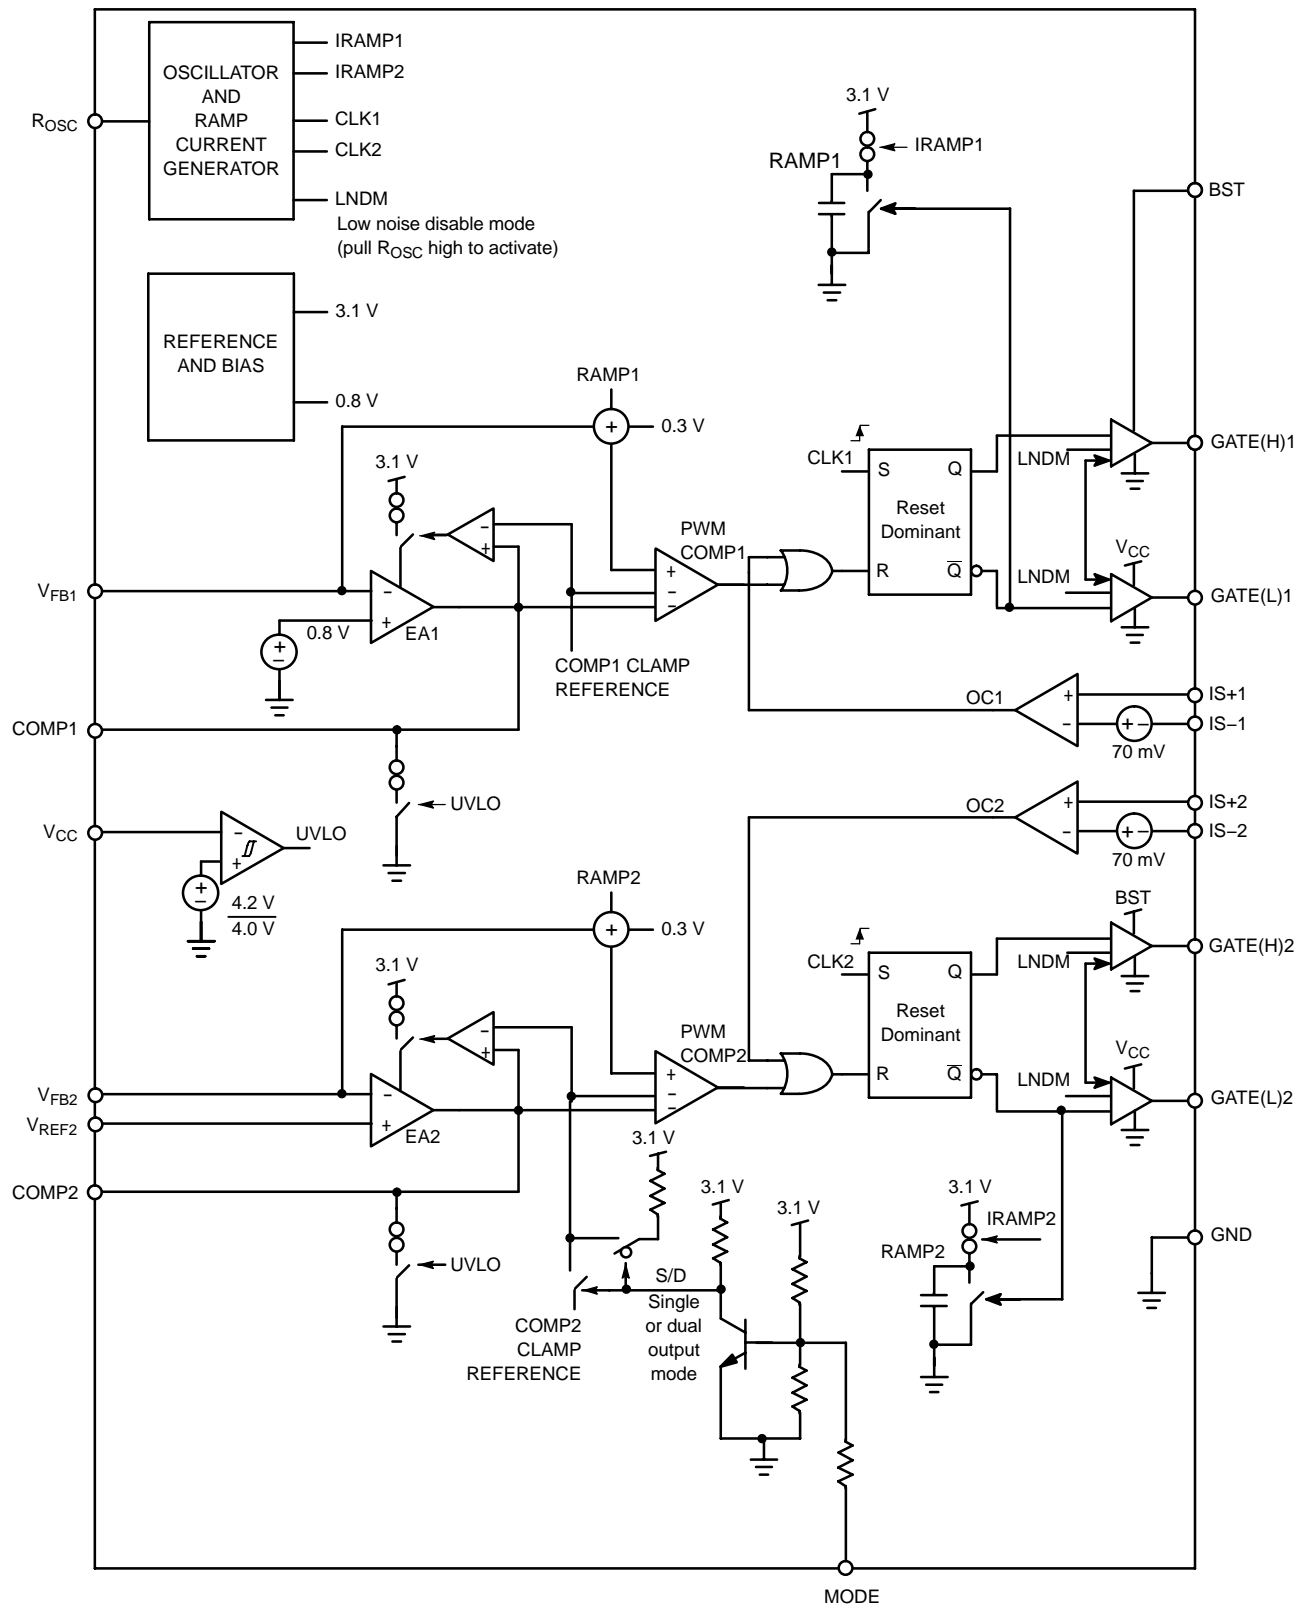 IRAMP1
OSCILLATOR
AND
RAMP
CURRENT
GENERATOR
IRAMP2
CLK1
CLK2
LNDM
Low noise disable mode
(pull ROSC high to activate)
ROSC
3.1 V
RAMP1
IRAMP1
BST
REFERENCE
AND BIAS
3.1 V
0.8 V
RAMP1
+
0.3 V
3.1 V
−
+
PWM
COMP1
+
−
−
CLK1
S
Q
Reset
Dominant
R
Q
LNDM
GATE(H)1
VCC
LNDM
GATE(L)1
VFB1
−
+
EA1
0.8 V
+
−
COMP1 CLAMP
REFERENCE
COMP1
OC1
+
−
+ −
70 mV
IS+1
IS−1
UVLO
VCC
−
+
UVLO
+
−
4.2 V
4.0 V
OC2
+
−
+ −
70 mV
IS+2
IS−2
RAMP2
+
0.3 V
3.1 V
−
+
PWM
COMP2
+
−
−
CLK2
S
Q
Reset
Dominant
R
Q
BST
LNDM
GATE(H)2
VCC
LNDM
GATE(L)2
VFB2
VREF2
−
+
EA2
COMP2
UVLO
3.1 V
3.1 V
3.1 V
S/D
Single
or dual
output
mode
COMP2
CLAMP
REFERENCE
3.1 V
IRAMP2
RAMP2
GND
MODE